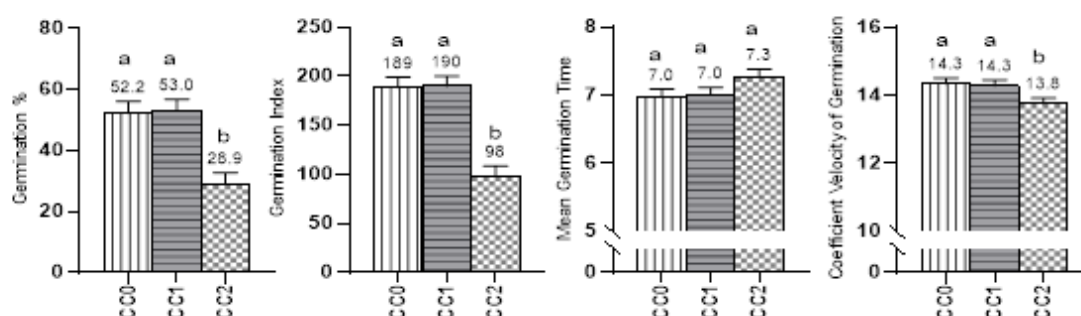 Germination %
80
60
40
20
0
a
52.2
a
53.0
b
28.9
CC0
CC1
CC2
Germination Index
250
200
150
100
50
0
a
189
a
190
b
98
CC0
CC1
CC2
Mean Germination Time
8
7
6
5
0
a
7.0
a
7.0
a
7.3
CC0
CC1
CC2
Coefficient Velocity of Germination
16
14
12
10
0
a
14.3
a
14.3
b
13.8
CC0
CC1
CC2